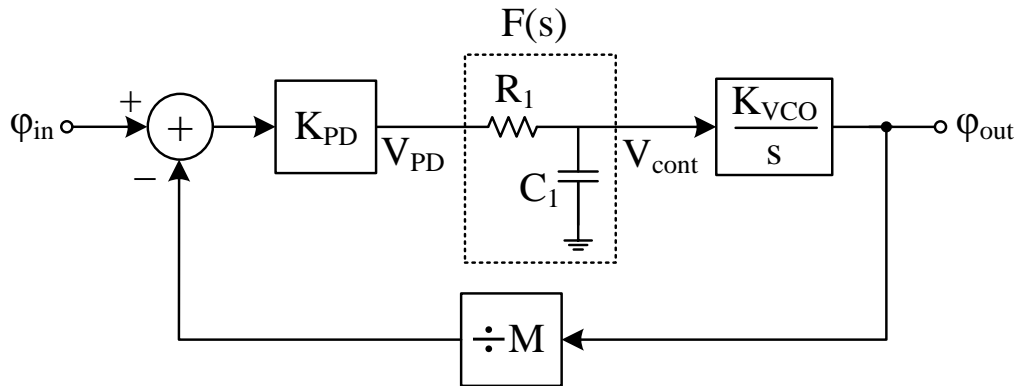 F(s)
φin
+
+
−
KPD
VPD
R1
C1
Vcont
KVCO
s
φout
÷M